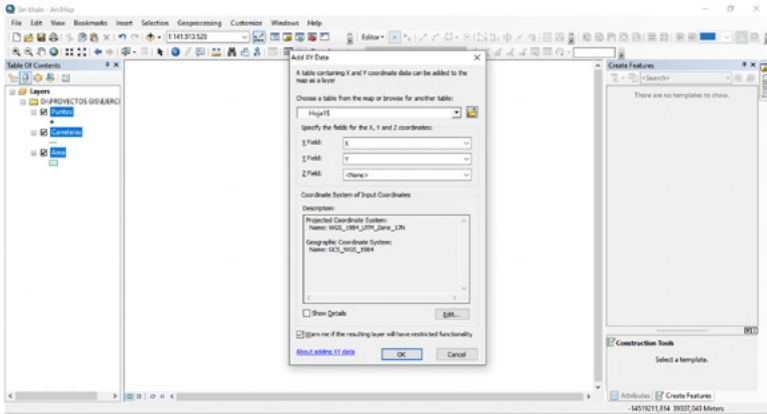 Sin título - ArcMap
File Edit View Bookmarks Insert Selection Geoprocessing Customize Windows Help
1:141.913.529
Editor
Table Of Contents
Layers
D:\PROYECTOS GIS\EJERCI
Puntos
Carreteras
Area
Add XY Data
A table containing X and Y coordinate data can be added to the
map as a layer
Choose a table from the map or browse for another table:
Hoja1$
Specify the fields for the X, Y and Z coordinates:
X Field: X
Y Field: Y
Z Field: <None>
Coordinate System of Input Coordinates
Description:
Projected Coordinate System:
Name: WGS_1984_UTM_Zone_17N
Geographic Coordinate System:
Name: GCS_WGS_1984
Show Details
Edit...
Warn me if the resulting layer will have restricted functionality
About adding XY data
OK Cancel
Create Features
<Search>
There are no templates to show.
Construction Tools
Select a template.
Attributes Create Features
Meters